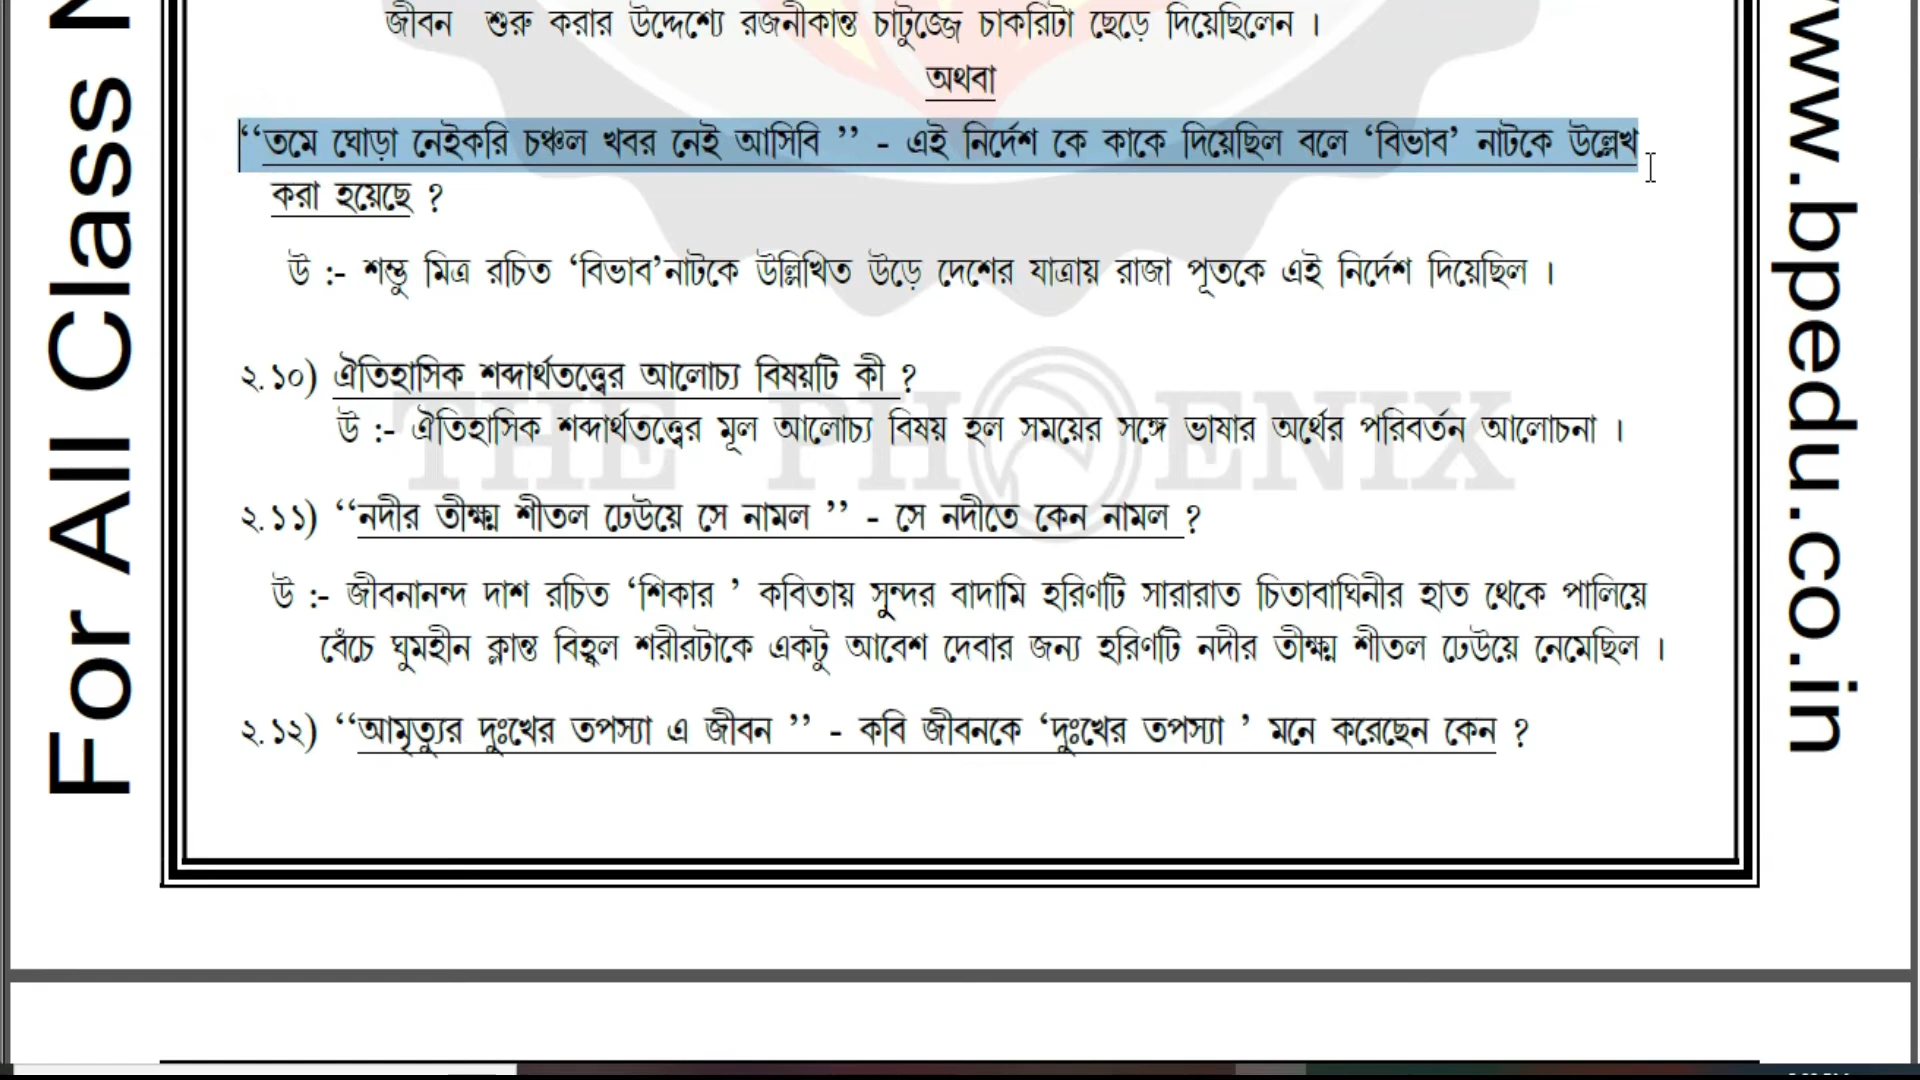 জীবন শুরু করার উদ্দেশ্যে রজনীকান্ত চাটুজ্জে চাকরিটা ছেড়ে দিয়েছিলেন ।
অথবা
‘‘তমে ঘোড়া নেইকরি চঞ্চল খবর নেই আসিবি ’’ - এই নির্দেশ কে কাকে দিয়েছিল বলে ‘বিভাব’ নাটকে উল্লেখ
করা হয়েছে ?
উ :- শম্ভু মিত্র রচিত ‘বিভাব’নাটকে উল্লিখিত উড়ে দেশের যাত্রায় রাজা পূতকে এই নির্দেশ দিয়েছিল ।
২.১০) ঐতিহাসিক শব্দার্থতত্ত্বের আলোচ্য বিষয়টি কী ?
উ :- ঐতিহাসিক শব্দার্থতত্ত্বের মূল আলোচ্য বিষয় হল সময়ের সঙ্গে ভাষার অর্থের পরিবর্তন আলোচনা ।
THE PHOENIX
২.১১) ‘‘নদীর তীক্ষ্ম শীতল ঢেউয়ে সে নামল ’’ - সে নদীতে কেন নামল ?
উ :- জীবনানন্দ দাশ রচিত ‘শিকার ’ কবিতায় সুন্দর বাদামি হরিণটি সারারাত চিতাবাঘিনীর হাত থেকে পালিয়ে
বেঁচে ঘুমহীন ক্লান্ত বিহ্বল শরীরটাকে একটু আবেশ দেবার জন্য হরিণটি নদীর তীক্ষ্ম শীতল ঢেউয়ে নেমেছিল ।
২.১২) ‘‘আমৃত্যুর দুঃখের তপস্যা এ জীবন ’’ - কবি জীবনকে ‘দুঃখের তপস্যা ’ মনে করেছেন কেন ?
For All Class N
ww.bpedu.co.in